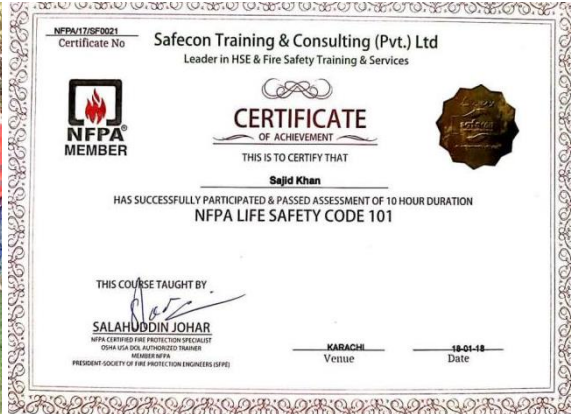 NFPA/17/SF0021
Certificate No
Safecon Training & Consulting (Pvt.) Ltd
Leader in HSE & Fire Safety Training & Services
NFPA®
MEMBER
CERTIFICATE
OF ACHIEVEMENT
THIS IS TO CERTIFY THAT
Sajid Khan
HAS SUCCESSFULLY PARTICIPATED & PASSED ASSESSMENT OF 10 HOUR DURATION
NFPA LIFE SAFETY CODE 101
THIS COURSE TAUGHT BY
SALAHUDDIN JOHAR
NFPA CERTIFIED FIRE PROTECTION SPECIALIST
OSHA USA DOL AUTHORIZED TRAINER
MEMBER NFPA
PRESIDENT-SOCIETY OF FIRE PROTECTION ENGINEERS (SFPE)
KARACHI
Venue
18-01-18
Date